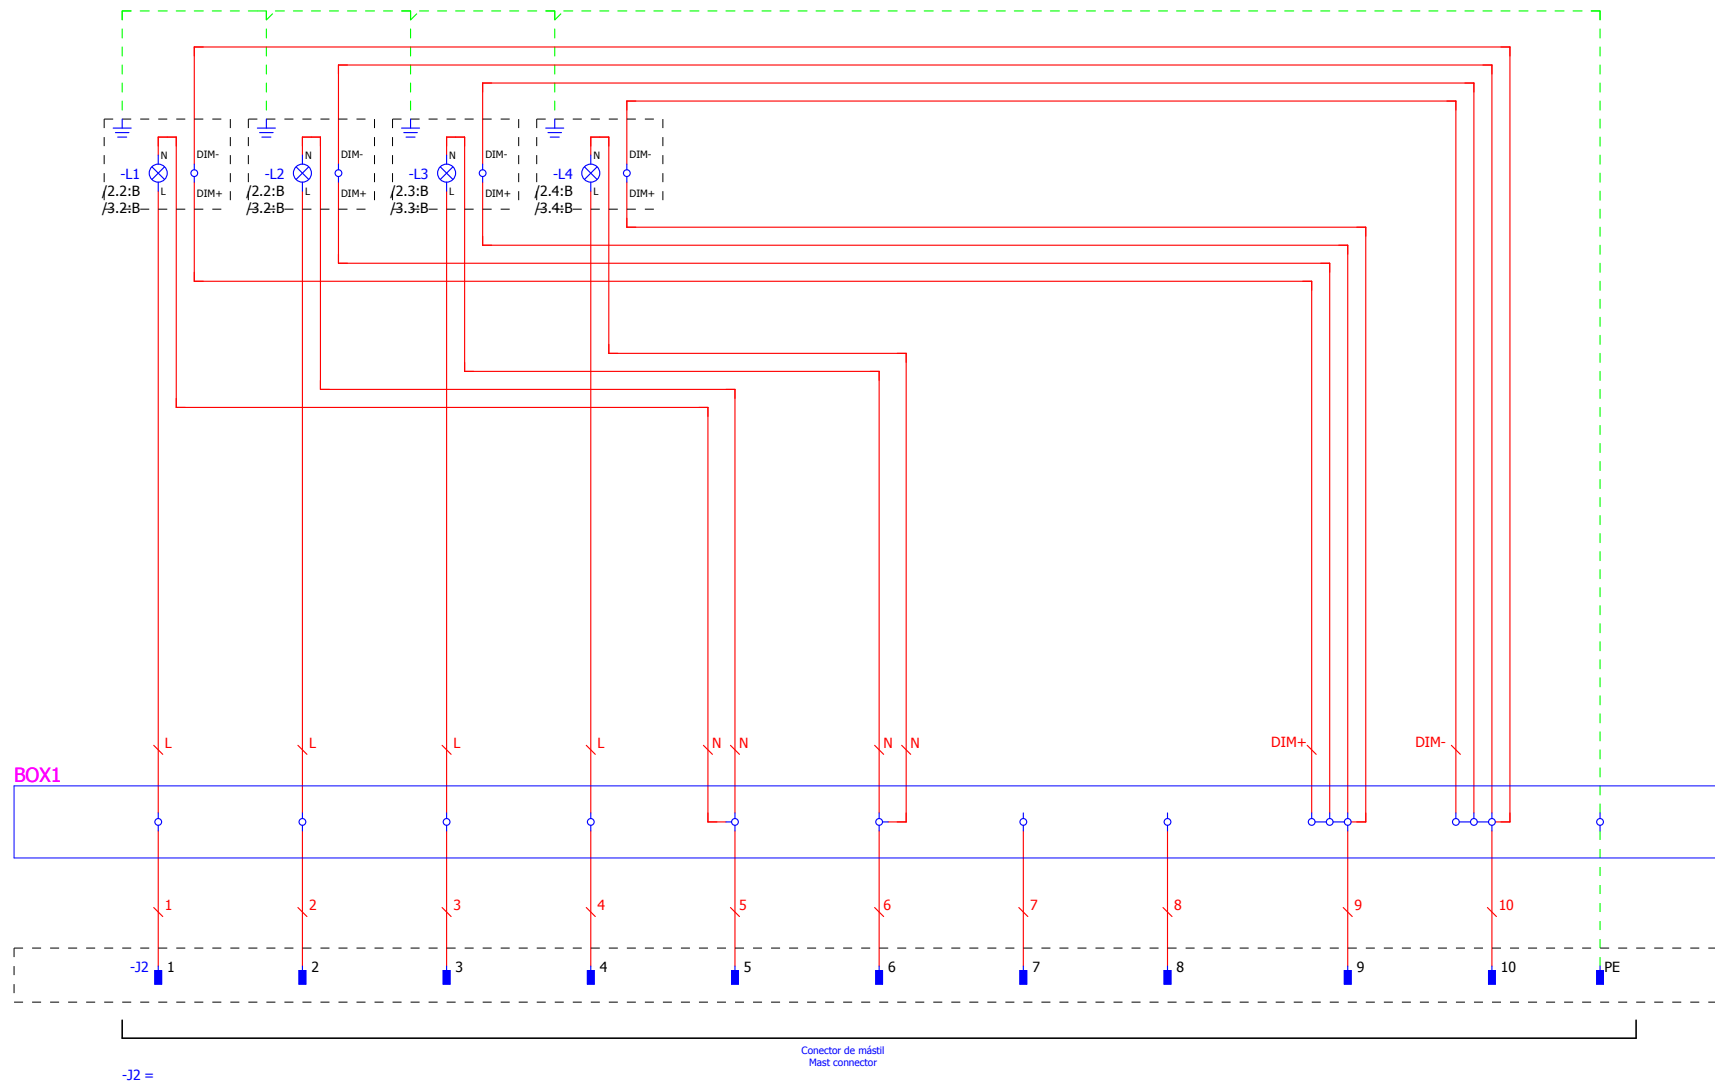 N DIM- N DIM- N DIM- N DIM-
-L1 -L2 -L3 -L4
/2.2:B L DIM+ /2.2:B L DIM+ /2.3:B L DIM+ /2.4:B L DIM+
/3.2:B /3.2:B /3.3:B /3.4:B
L L L L N N N N DIM+ DIM-
BOX1
1 2 3 4 5 6 7 8 9 10
-J2 1 2 3 4 5 6 7 8 9 10 PE
Conector de mástil
Mast connector
-J2 =